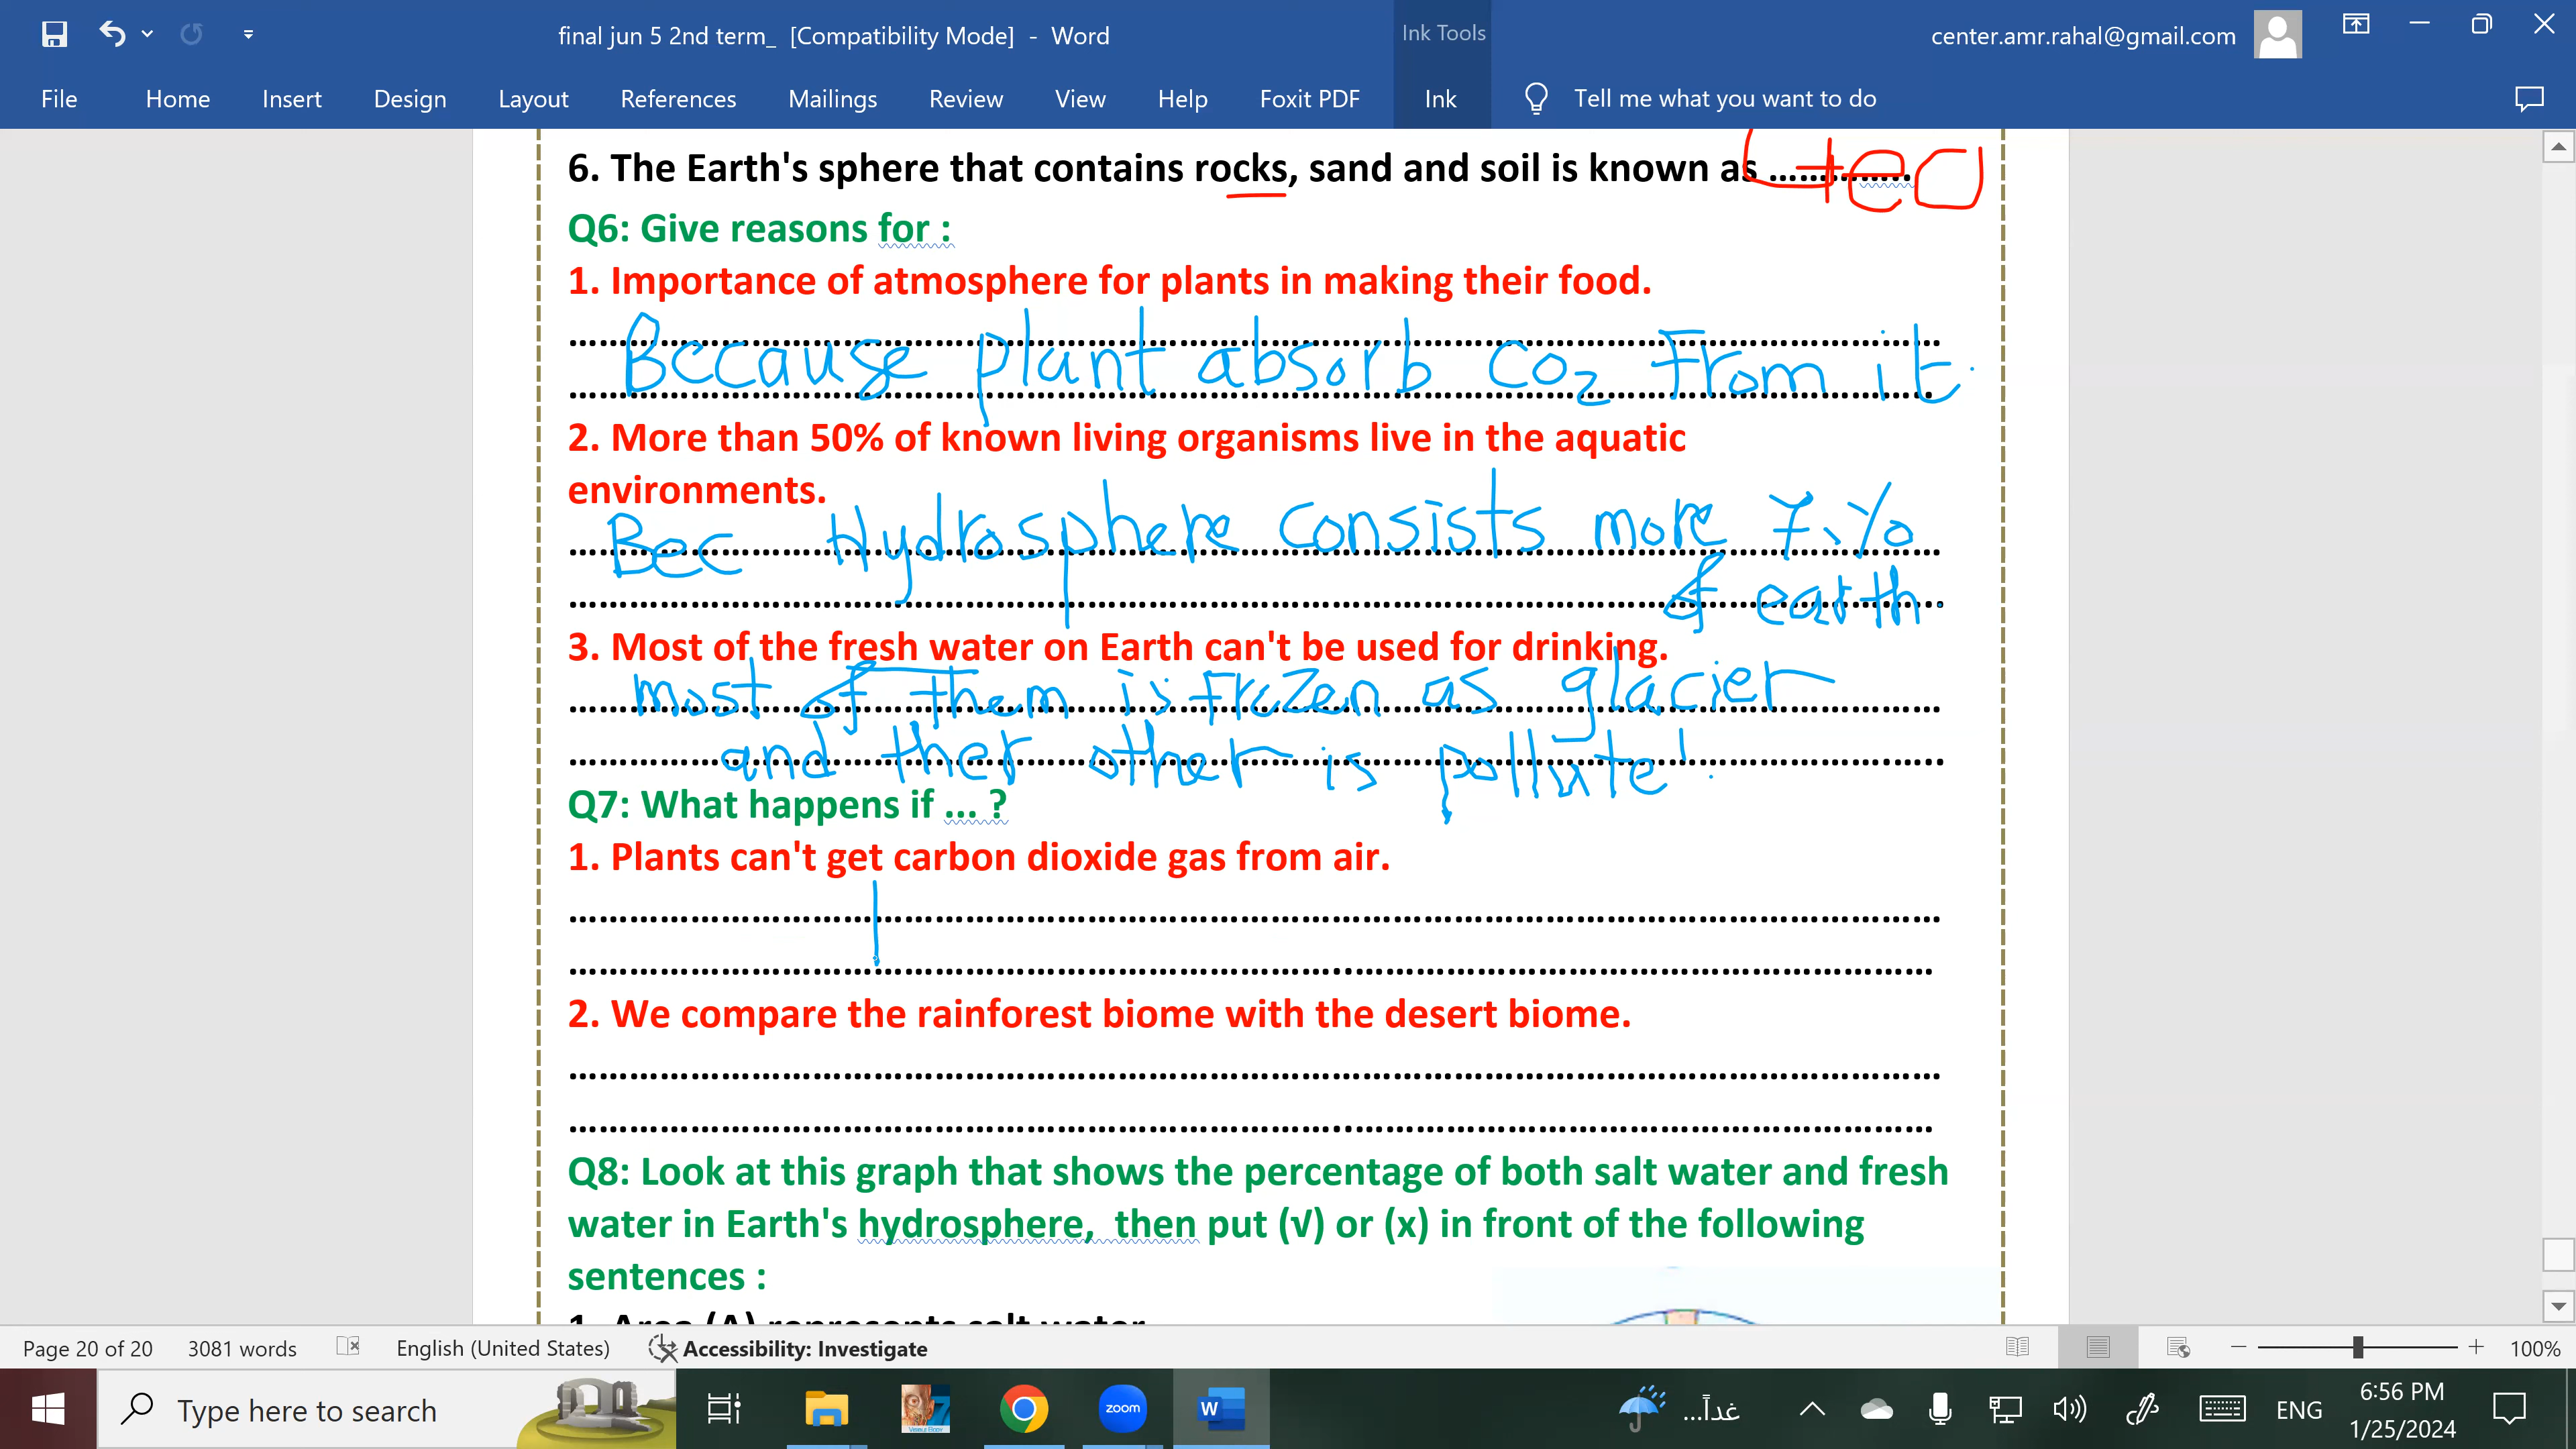 final jun 5 2nd term_ [Compatibility Mode] - Word
Ink Tools
center.amr.rahal@gmail.com
File Home Insert Design Layout References Mailings Review View Help Foxit PDF Ink Tell me what you want to do
6. The Earth's sphere that contains rocks, sand and soil is known as ................
Q6: Give reasons for :
1. Importance of atmosphere for plants in making their food.
Because plant absorb CO₂ From it.
2. More than 50% of known living organisms live in the aquatic
environments.
Bec Hydrosphere consists more 7.%
of earth.
3. Most of the fresh water on Earth can't be used for drinking.
most of them is Frozen as glacier
and ther other is pollute'.
Q7: What happens if ... ?
1. Plants can't get carbon dioxide gas from air.
2. We compare the rainforest biome with the desert biome.
Q8: Look at this graph that shows the percentage of both salt water and fresh
water in Earth's hydrosphere, then put (√) or (x) in front of the following
sentences :
1. Area (A) represents salt water
Page 20 of 20 3081 words English (United States) Accessibility: Investigate 100%
Type here to search
zoom
غداً...
ENG
6:56 PM
1/25/2024